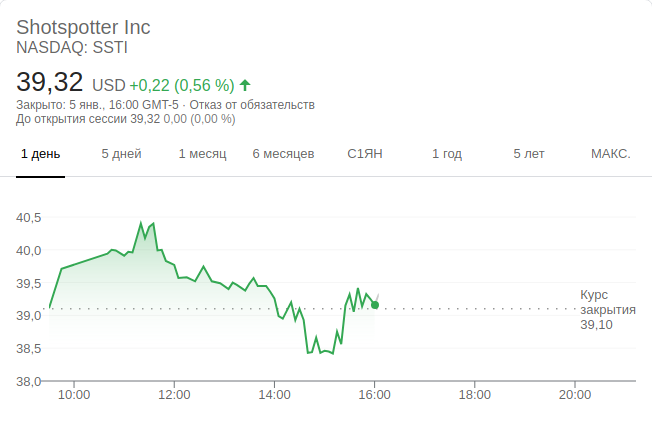 Shotspotter Inc
NASDAQ: SSTI
39,32 USD +0,22 (0,56 %)
Закрыто: 5 янв., 16:00 GMT-5 · Отказ от обязательств
До открытия сессии 39,32 0,00 (0,00 %)
1 день 5 дней 1 месяц 6 месяцев С1ЯН 1 год 5 лет МАКС.
40,5
40,0
39,5
Курс
закрытия
39,10
39,0
38,5
38,0
10:00 12:00 14:00 16:00 18:00 20:00